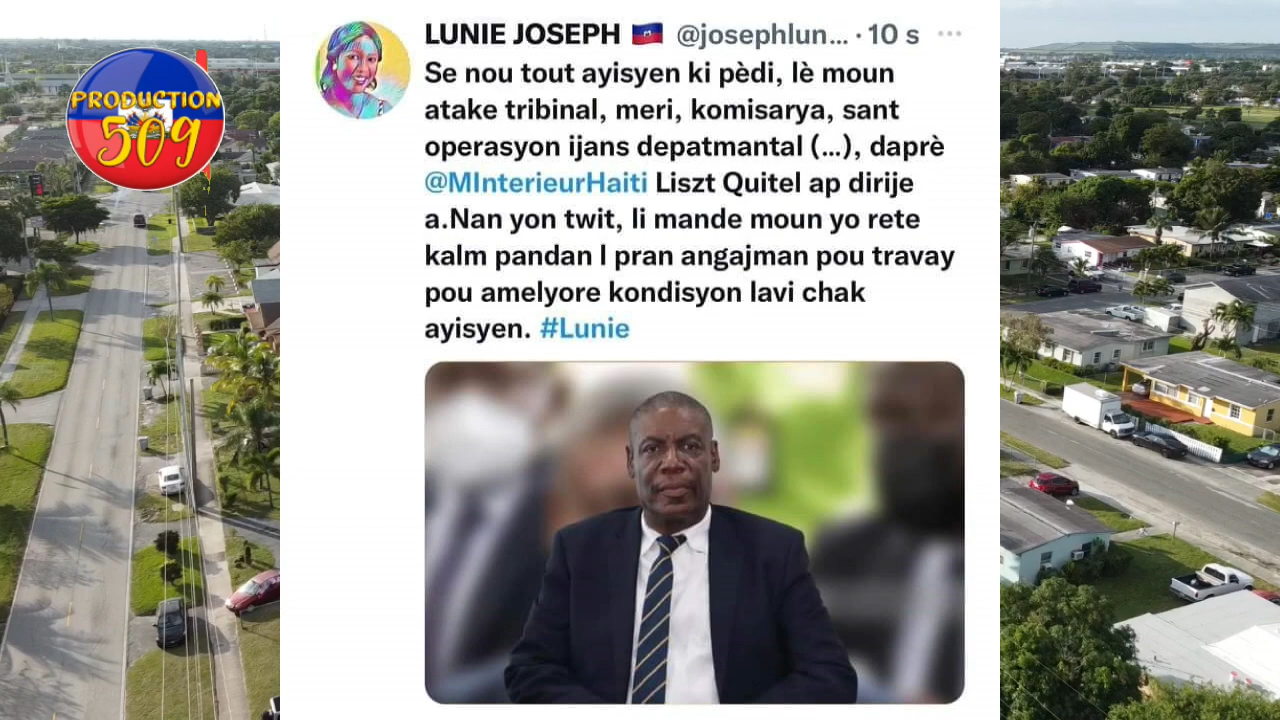 PRODUCTION
509
LUNIE JOSEPH 🇭🇹 @josephlun... · 10 s
Se nou tout ayisyen ki pèdi, lè moun
atake tribinal, meri, komisarya, sant
operasyon ijans depatmantal (...), daprè
@MInterieurHaiti Liszt Quitel ap dirije
a.Nan yon twit, li mande moun yo rete
kalm pandan l pran angajman pou travay
pou amelyore kondisyon lavi chak
ayisyen. #Lunie